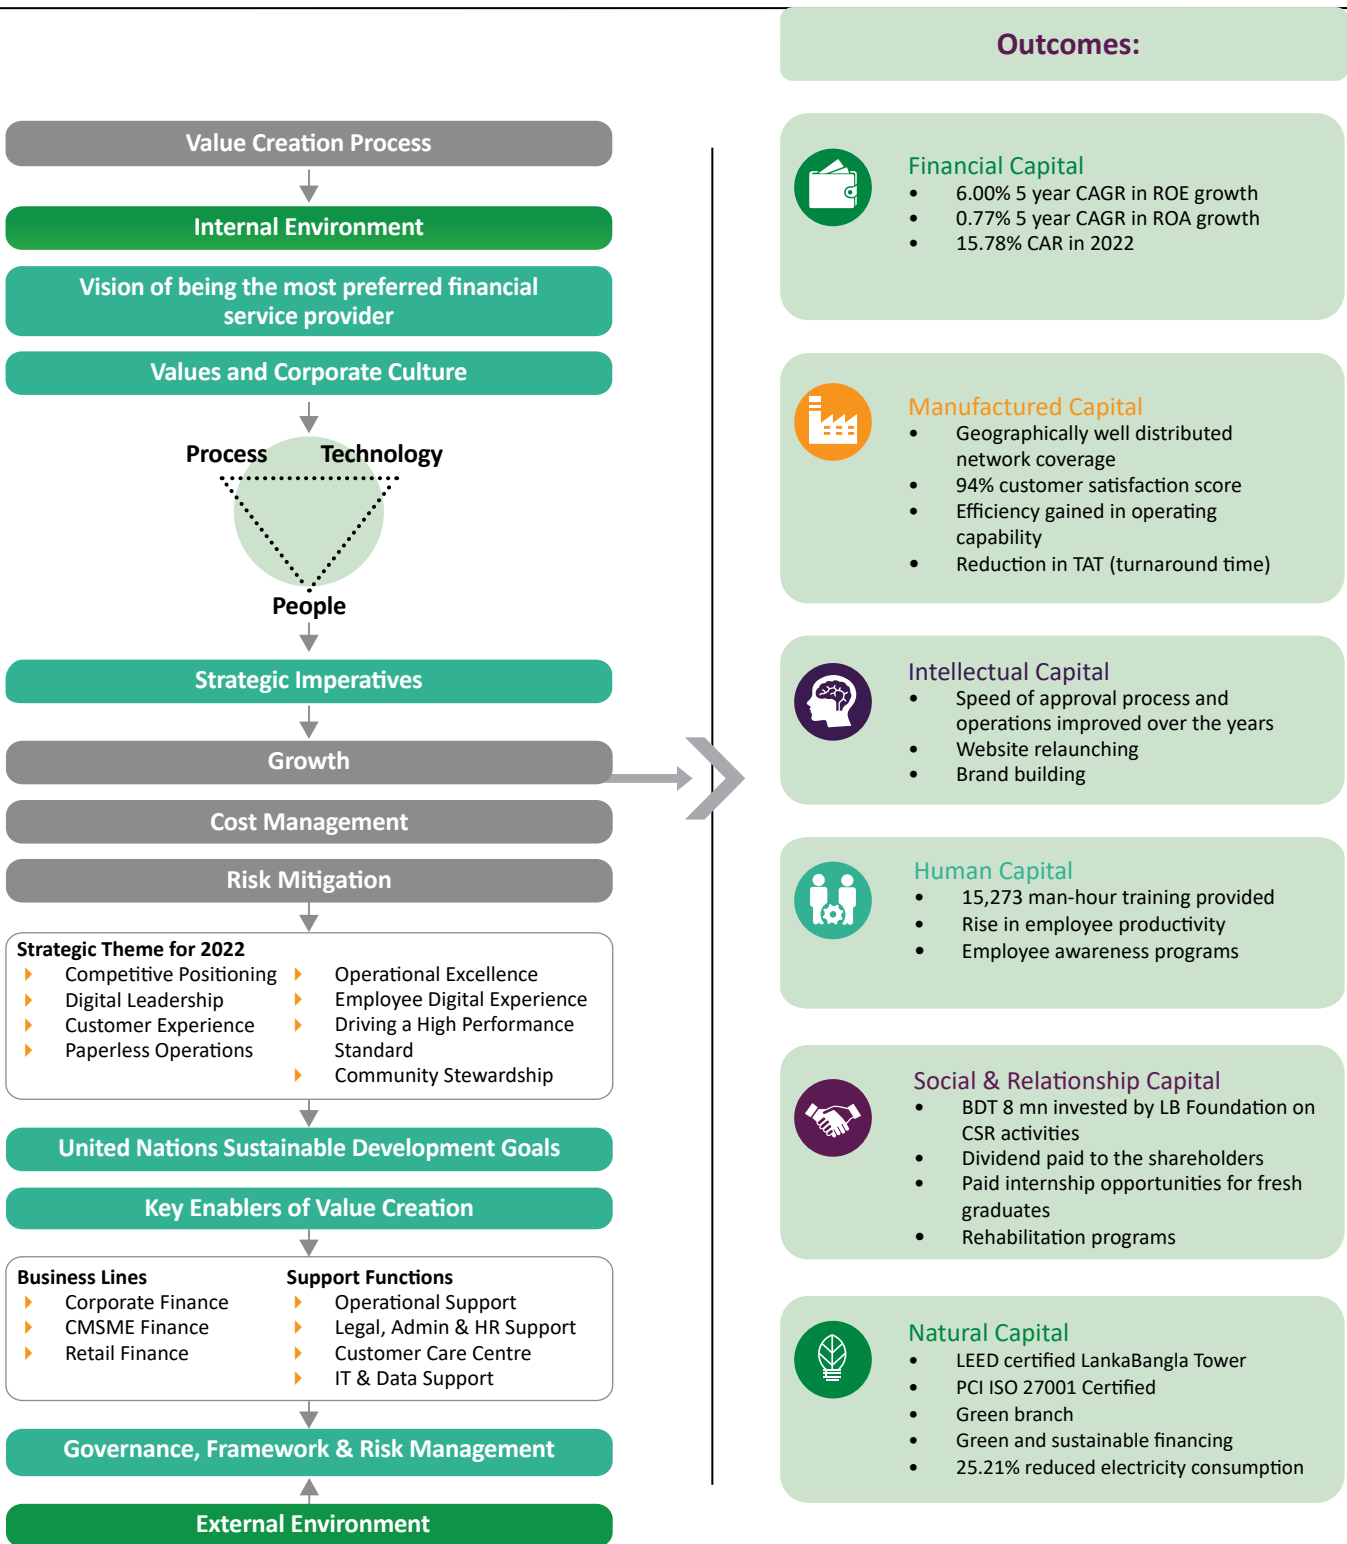 Value Creation Process
Internal Environment
Vision of being the most preferred financial
service provider
Values and Corporate Culture
Process
Technology
People
Strategic Imperatives
Growth
Cost Management
Risk Mitigation
Strategic Theme for 2022
Competitive Positioning
Digital Leadership
Customer Experience
Paperless Operations
Operational Excellence
Employee Digital Experience
Driving a High Performance
Standard
Community Stewardship
United Nations Sustainable Development Goals
Key Enablers of Value Creation
Business Lines
Corporate Finance
CMSME Finance
Retail Finance
Support Functions
Operational Support
Legal, Admin & HR Support
Customer Care Centre
IT & Data Support
Governance, Framework & Risk Management
External Environment
Outcomes:
Financial Capital
• 6.00% 5 year CAGR in ROE growth
• 0.77% 5 year CAGR in ROA growth
• 15.78% CAR in 2022
Manufactured Capital
• Geographically well distributed
network coverage
• 94% customer satisfaction score
• Efficiency gained in operating
capability
• Reduction in TAT (turnaround time)
Intellectual Capital
• Speed of approval process and
operations improved over the years
• Website relaunching
• Brand building
Human Capital
• 15,273 man-hour training provided
• Rise in employee productivity
• Employee awareness programs
Social & Relationship Capital
• BDT 8 mn invested by LB Foundation on
CSR activities
• Dividend paid to the shareholders
• Paid internship opportunities for fresh
graduates
• Rehabilitation programs
Natural Capital
• LEED certified LankaBangla Tower
• PCI ISO 27001 Certified
• Green branch
• Green and sustainable financing
• 25.21% reduced electricity consumption